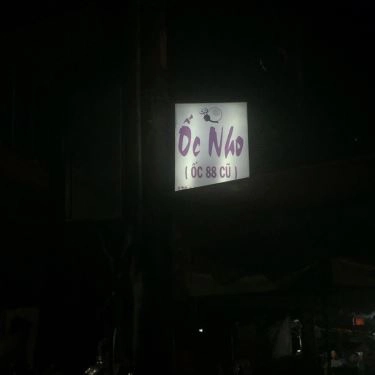 Ốc Nho
( ỐC 88 CŨ )